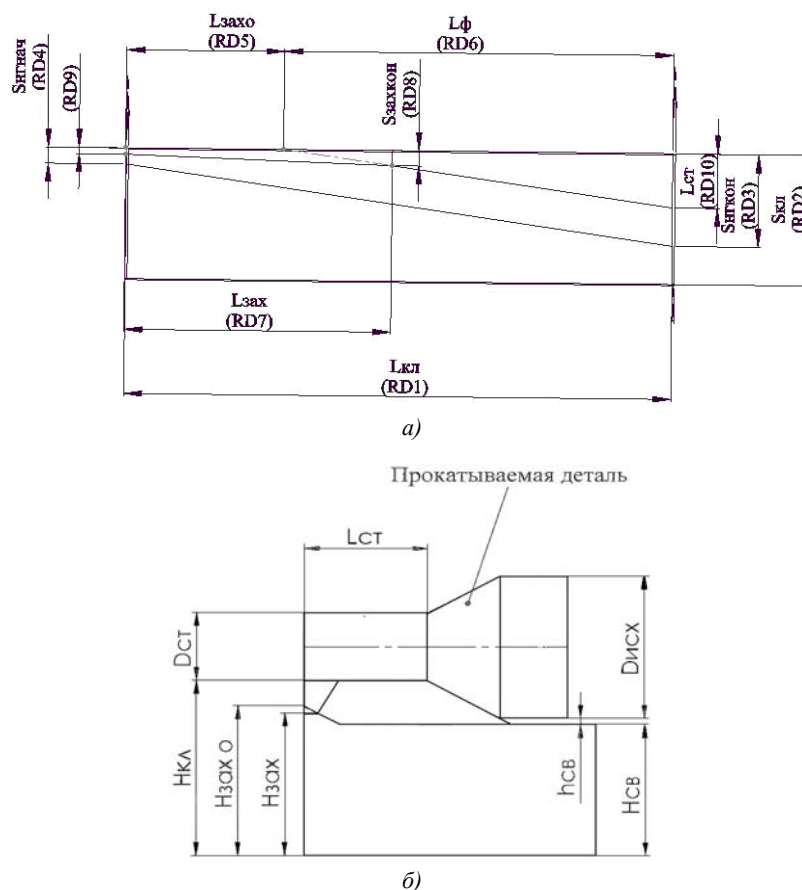 Lзахо
(RD5)
Lф
(RD6)
Sнгнач
(RD4)
(RD9)
Sзахкон
(RD8)
Lст
(RD10)
Sнгкон
(RD3)
Sкл
(RD2)
Lзах
(RD7)
Lкл
(RD1)
а)
Прокатываемая деталь
Lст
Dст
Dисх
Hкл
Hзах о
Hзах
hсв
Hсв
б)